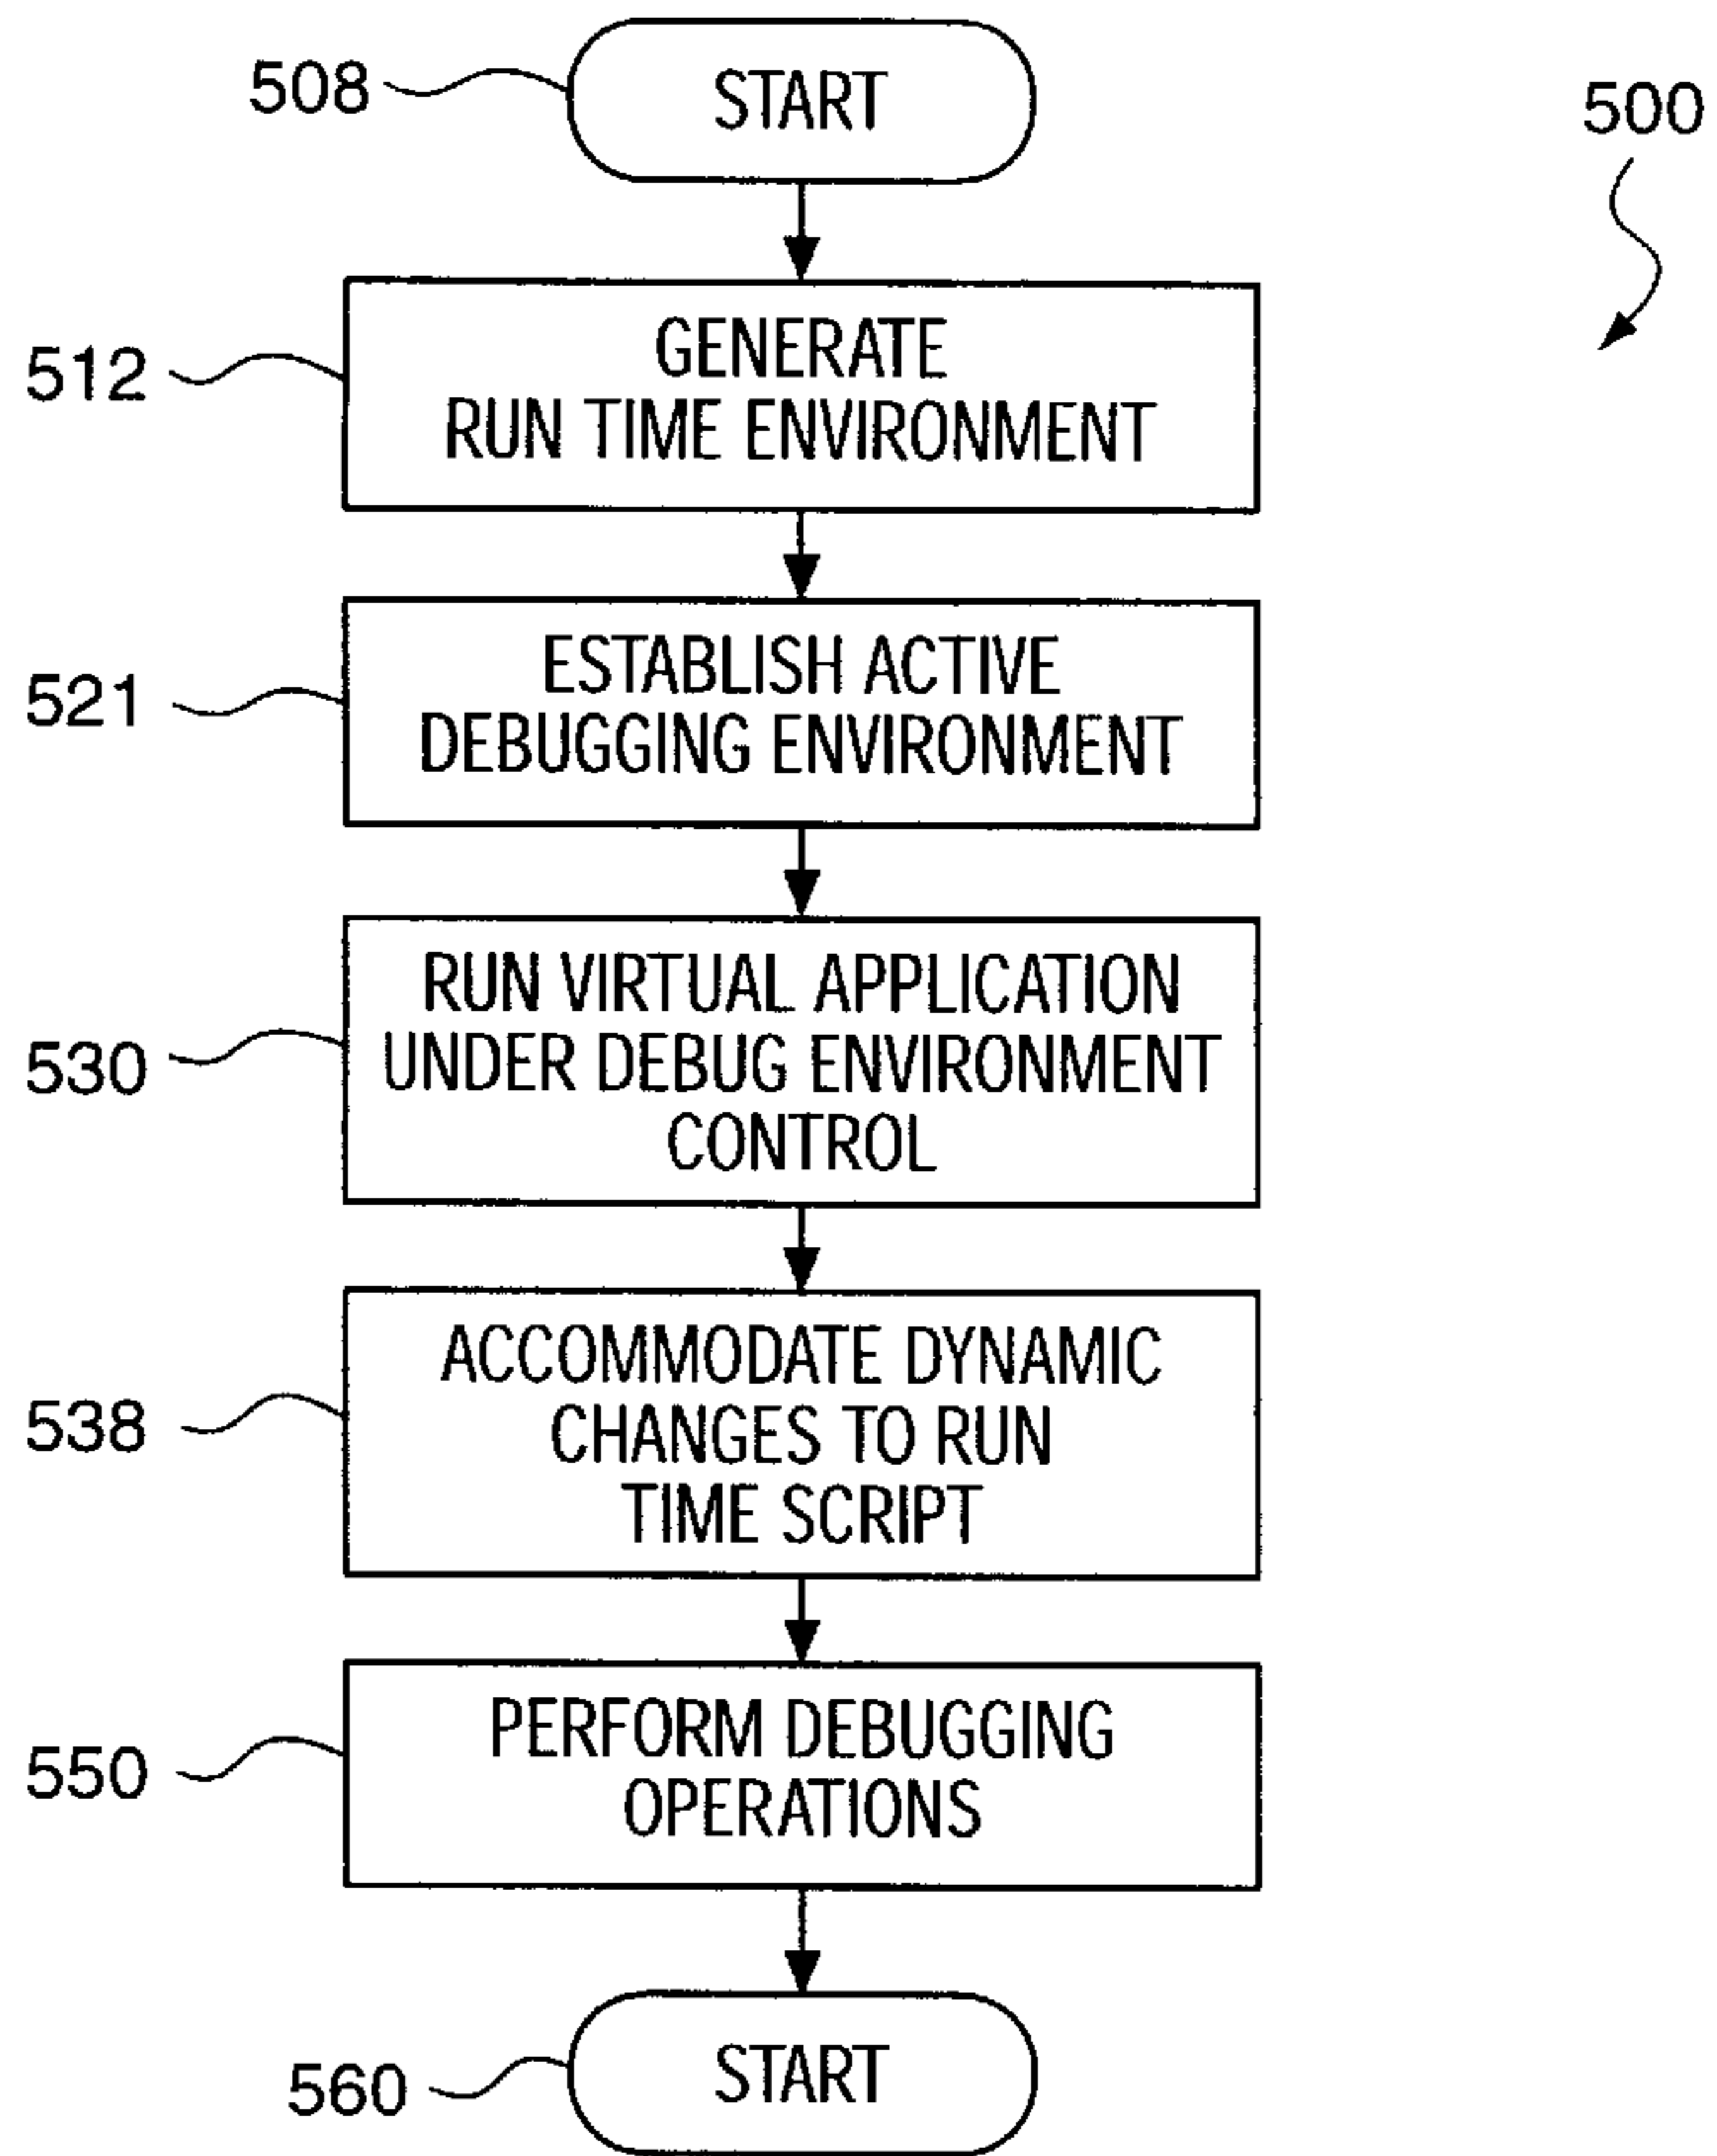 508
START
500
512
GENERATE
RUN TIME ENVIRONMENT
521
ESTABLISH ACTIVE
DEBUGGING ENVIRONMENT
530
RUN VIRTUAL APPLICATION
UNDER DEBUG ENVIRONMENT
CONTROL
538
ACCOMMODATE DYNAMIC
CHANGES TO RUN
TIME SCRIPT
550
PERFORM DEBUGGING
OPERATIONS
560
START